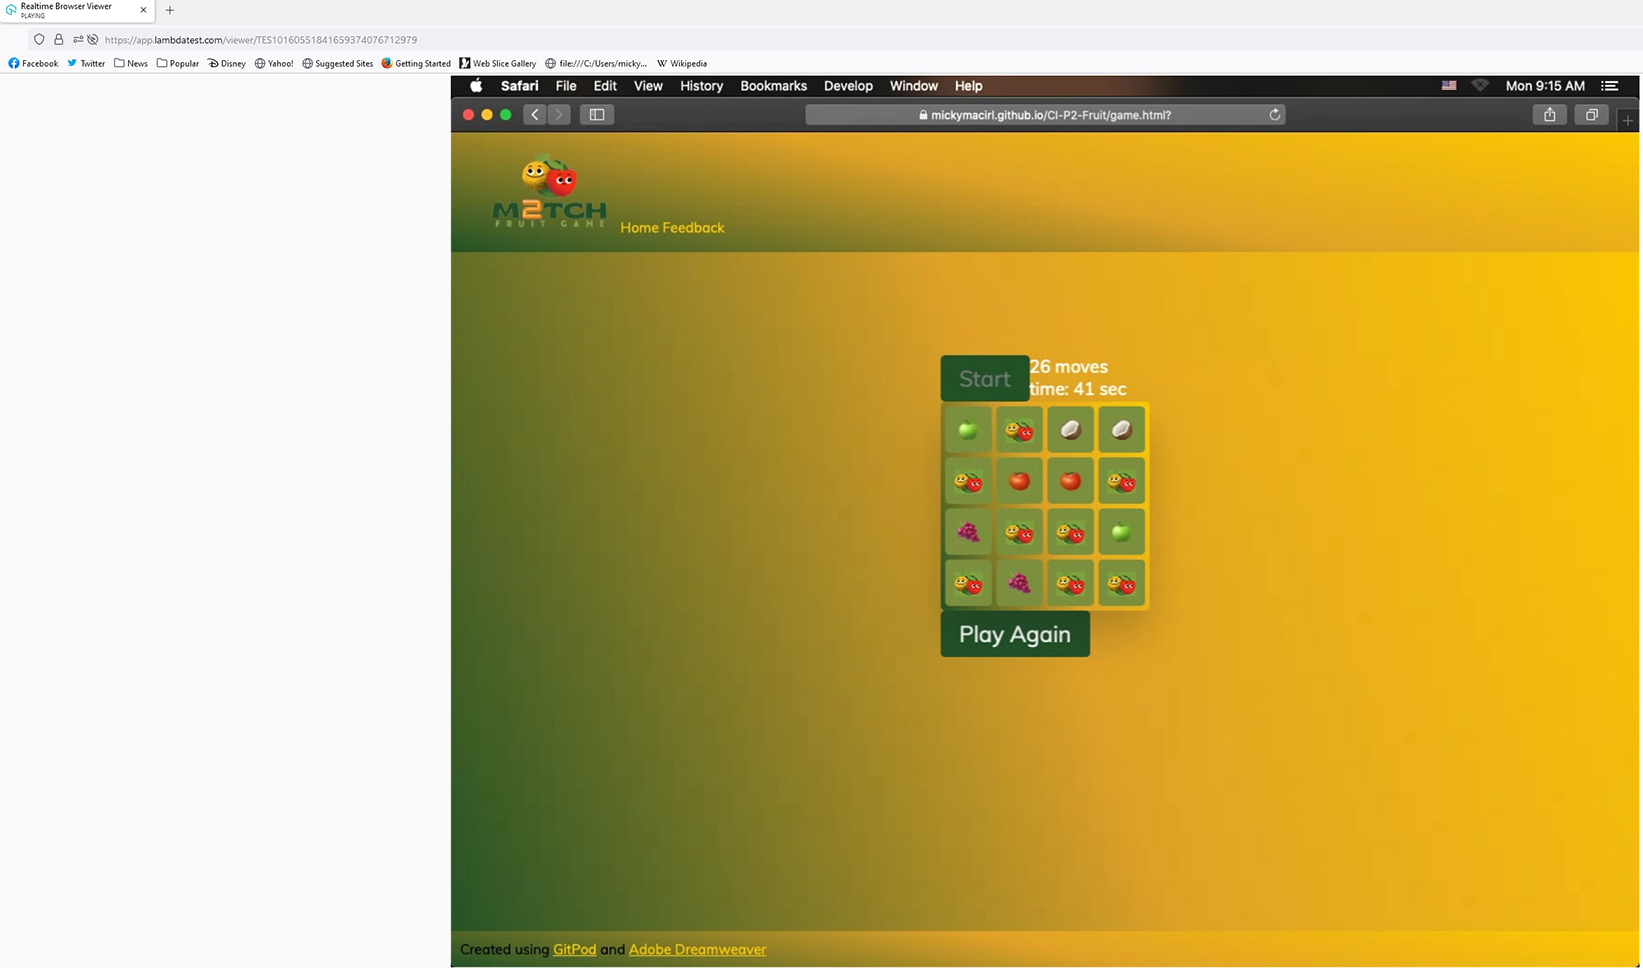 Realtime Browser Viewer
PLAYING
https://app.lambdatest.com/viewer/TES10160551841659374076712979
Facebook Twitter News Popular Disney Yahoo! Suggested Sites Getting Started Web Slice Gallery file:///C:/Users/micky... Wikipedia
Safari File Edit View History Bookmarks Develop Window Help Mon 9:15 AM
mickymacirl.github.io/CI-P2-Fruit/game.html?
M2TCH
FRUIT GAME
Home Feedback
Start
26 moves
time: 41 sec
Play Again
Created using GitPod and Adobe Dreamweaver